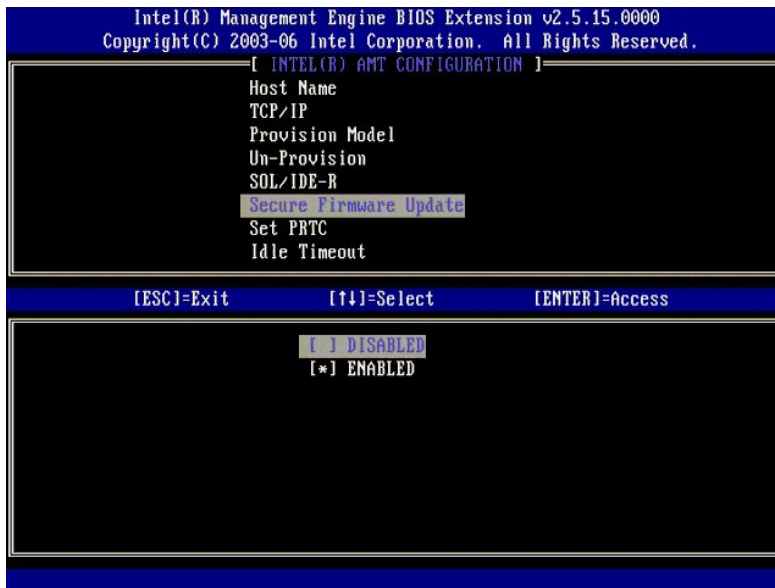 Intel(R) Management Engine BIOS Extension v2.5.15.0000
Copyright(C) 2003-06 Intel Corporation. All Rights Reserved.
[ INTEL(R) AMT CONFIGURATION ]
Host Name
TCP/IP
Provision Model
Un-Provision
SOL/IDE-R
Secure Firmware Update
Set PRTC
Idle Timeout
[ESC]=Exit [↑↓]=Select [ENTER]=Access
[ ] DISABLED
[*] ENABLED